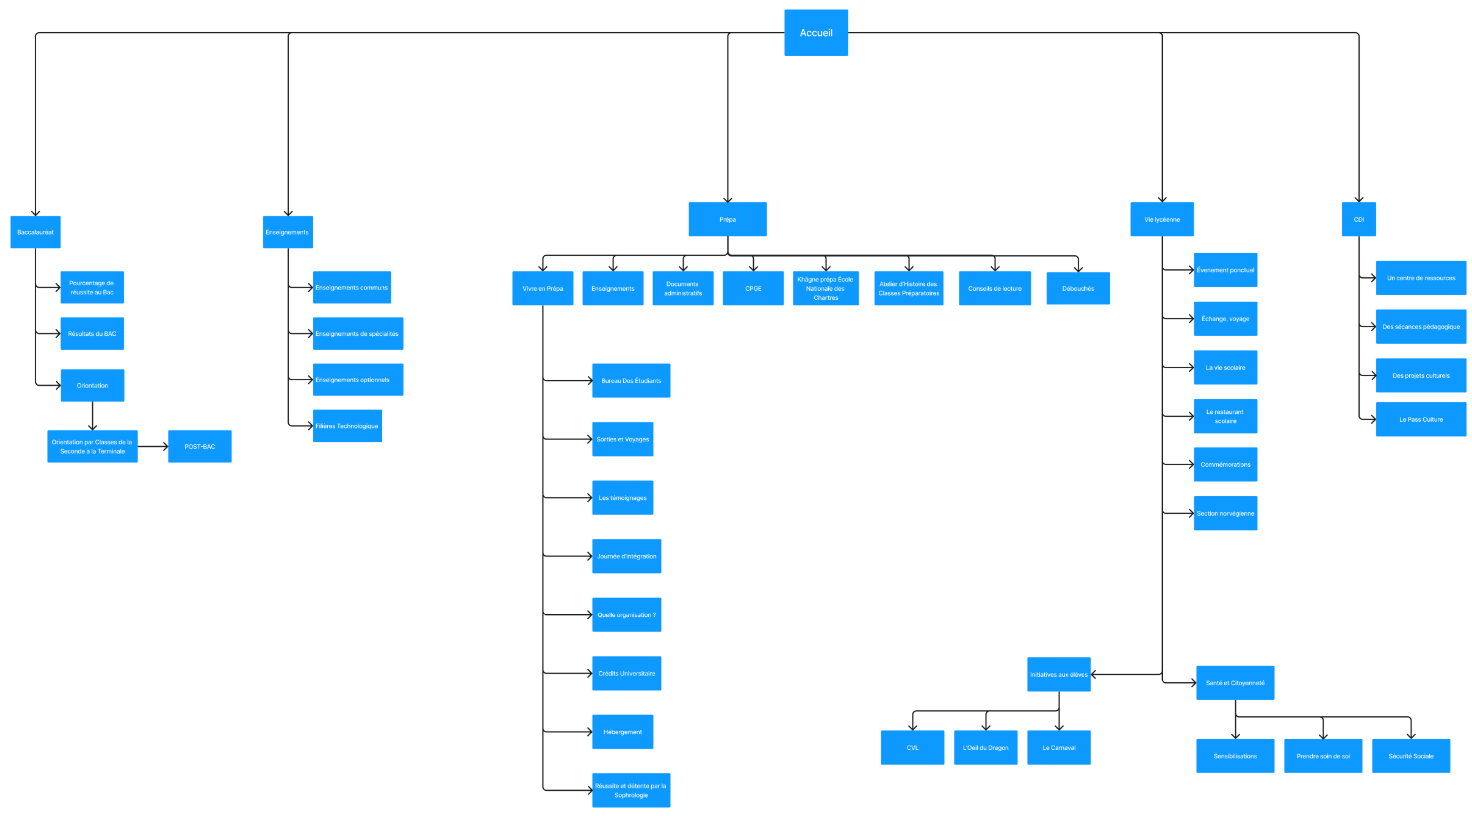 Accueil
Baccalauréat
Pourcentage de
réussite au Bac
Résultats du BAC
Orientation
Orientation par Classes de la
Seconde à la Terminale
POST-BAC
Enseignements
Enseignements communs
Enseignements de spécialités
Enseignements optionnels
Filières Technologique
Prépa
Vivre en Prépa
Enseignements
Documents
administratifs
CPGE
Khâgne prépa École
Nationale des
Chartres
Atelier d'Histoire des
Classes Préparatoires
Conseils de lecture
Débouchés
Bureau Des Étudiants
Sorties et Voyages
Les témoignages
Journée d'intégration
Quelle organisation ?
Crédits Universitaire
Hébergement
Réussite et détente par la
Sophrologie
Vie lycéenne
Évenement ponctuel
Échange, voyage
La vie scolaire
Le restaurant
scolaire
Commémorations
Section norvégienne
Initiatives aux élèves
CVL
L'Oeil du Dragon
Le Carnaval
Santé et Citoyenneté
Sensibilisations
Prendre soin de soi
Sécurité Sociale
CDI
Un centre de ressources
Des séances pédagogique
Des projets culturels
Le Pass Culture